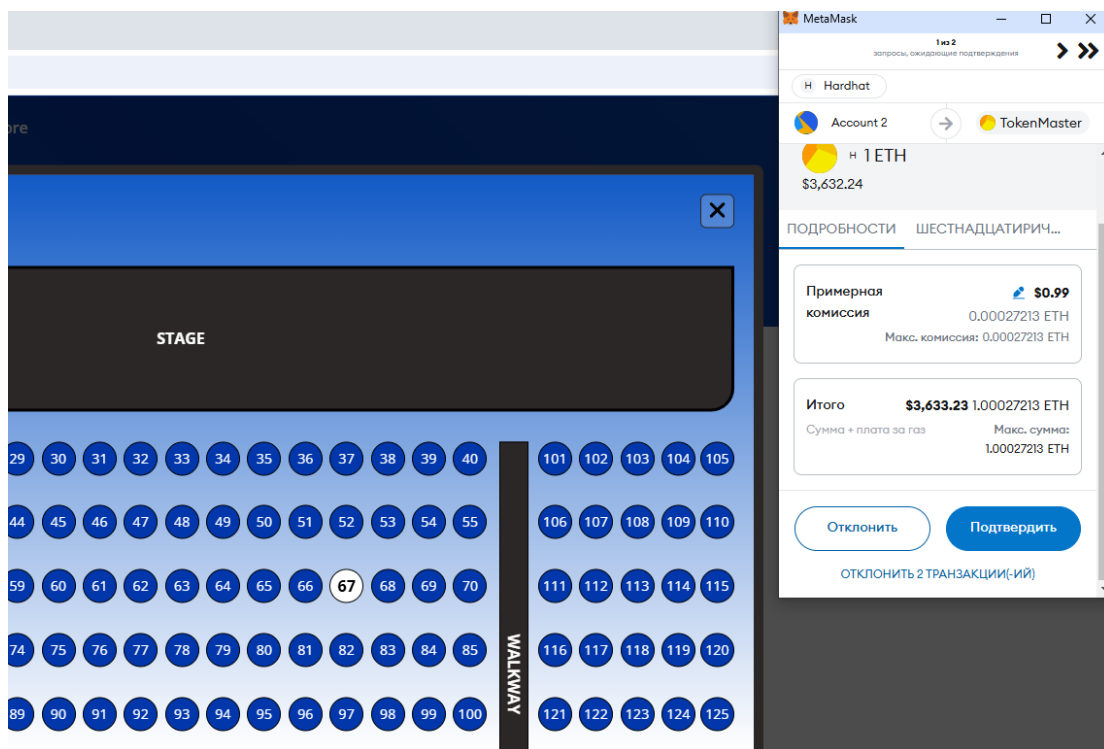 MetaMask
1 из 2
запросы, ожидающие подтверждения
H Hardhat
Account 2 TokenMaster
H 1 ETH
$3,632.24
ПОДРОБНОСТИ ШЕСТНАДЦАТИРИЧ...
Примерная $0.99
комиссия 0.00027213 ETH
Макс. комиссия: 0.00027213 ETH
Итого $3,633.23 1.00027213 ETH
Сумма + плата за газ Макс. сумма:
1.00027213 ETH
Отклонить Подтвердить
ОТКЛОНИТЬ 2 ТРАНЗАКЦИИ(-ИЙ)
STAGE
29 30 31 32 33 34 35 36 37 38 39 40 101 102 103 104 105
44 45 46 47 48 49 50 51 52 53 54 55 106 107 108 109 110
59 60 61 62 63 64 65 66 67 68 69 70 111 112 113 114 115
74 75 76 77 78 79 80 81 82 83 84 85 116 117 118 119 120
WALKWAY
89 90 91 92 93 94 95 96 97 98 99 100 121 122 123 124 125